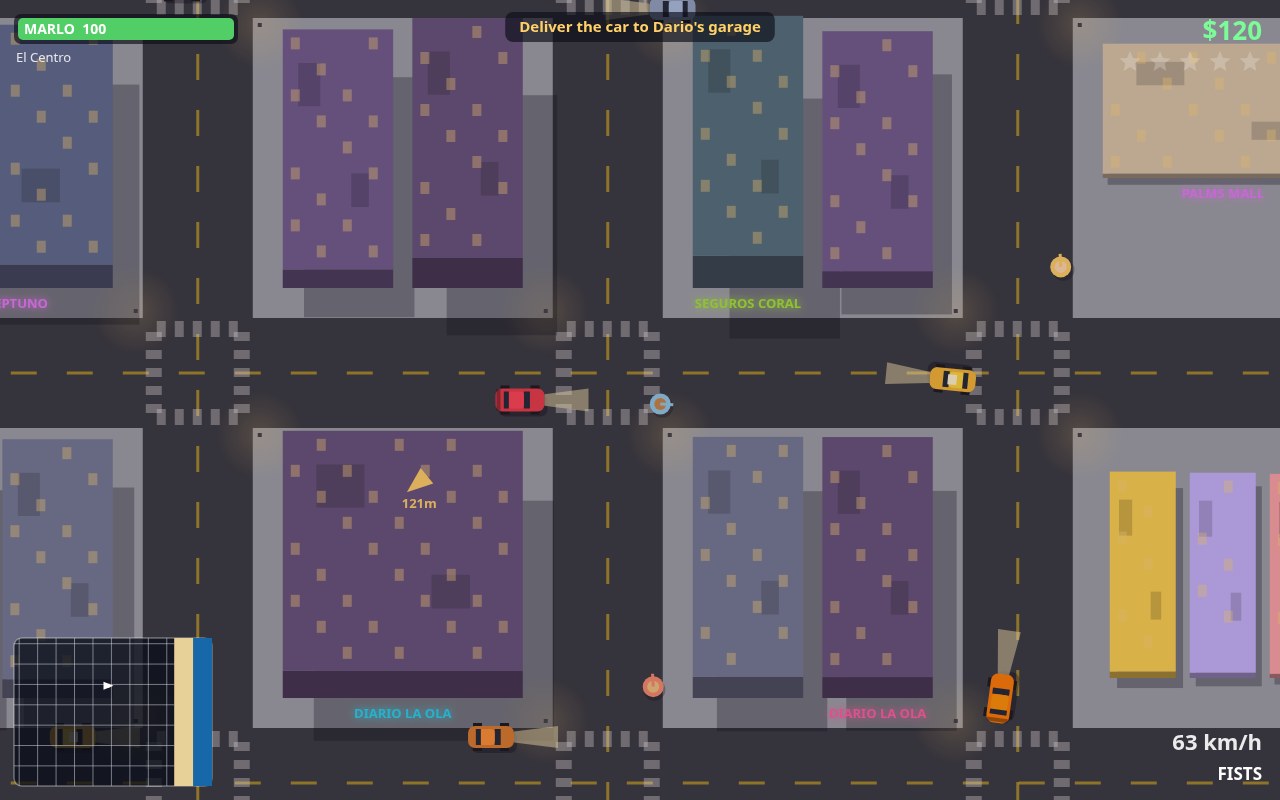 MARLO 100
Deliver the car to Dario's garage
$120
El Centro
PALMS MALL
PTUNO
SEGUROS CORAL
121m
DIARIO LA OLA
DIARIO LA OLA
63 km/h
FISTS